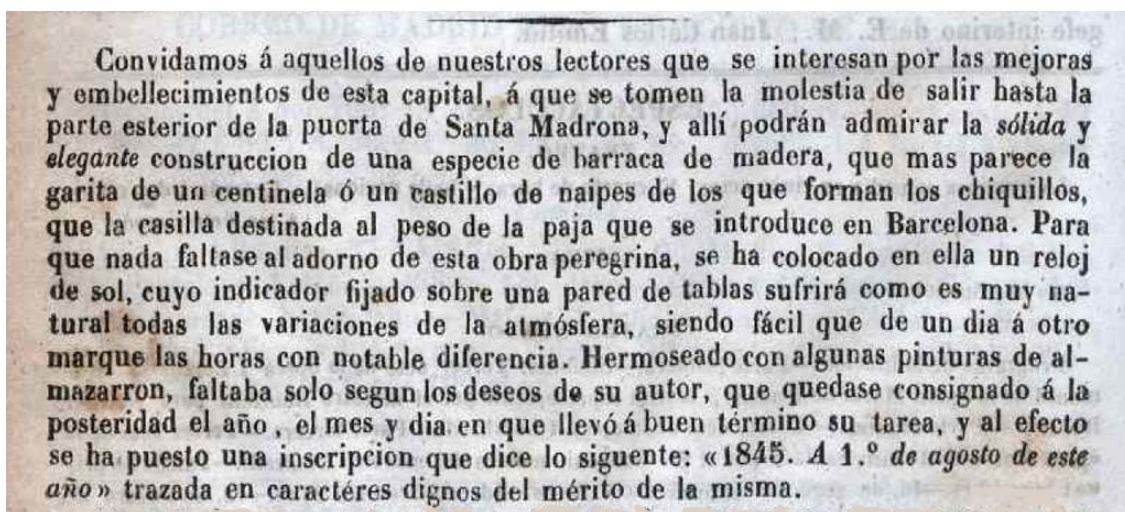 Convidamos á aquellos de nuestros lectores que se interesan por las mejoras
y embellecimientos de esta capital, á que se tomen la molestia de salir hasta la
parte esterior de la puerta de Santa Madrona, y allí podrán admirar la sólida y
elegante construccion de una especie de barraca de madera, que mas parece la
garita de un centinela ó un castillo de naipes de los que forman los chiquillos,
que la casilla destinada al peso de la paja que se introduce en Barcelona. Para
que nada faltase al adorno de esta obra peregrina, se ha colocado en ella un reloj
de sol, cuyo indicador fijado sobre una pared de tablas sufrirá como es muy na-
tural todas las variaciones de la atmósfera, siendo fácil que de un dia á otro
marque las horas con notable diferencia. Hermoseado con algunas pinturas de al-
mazarron, faltaba solo segun los deseos de su autor, que quedase consignado á la
posteridad el año, el mes y dia en que llevó á buen término su tarea, y al efecto
se ha puesto una inscripcion que dice lo siguente: «1845. A 1.º de agosto de este
año» trazada en caractéres dignos del mérito de la misma.